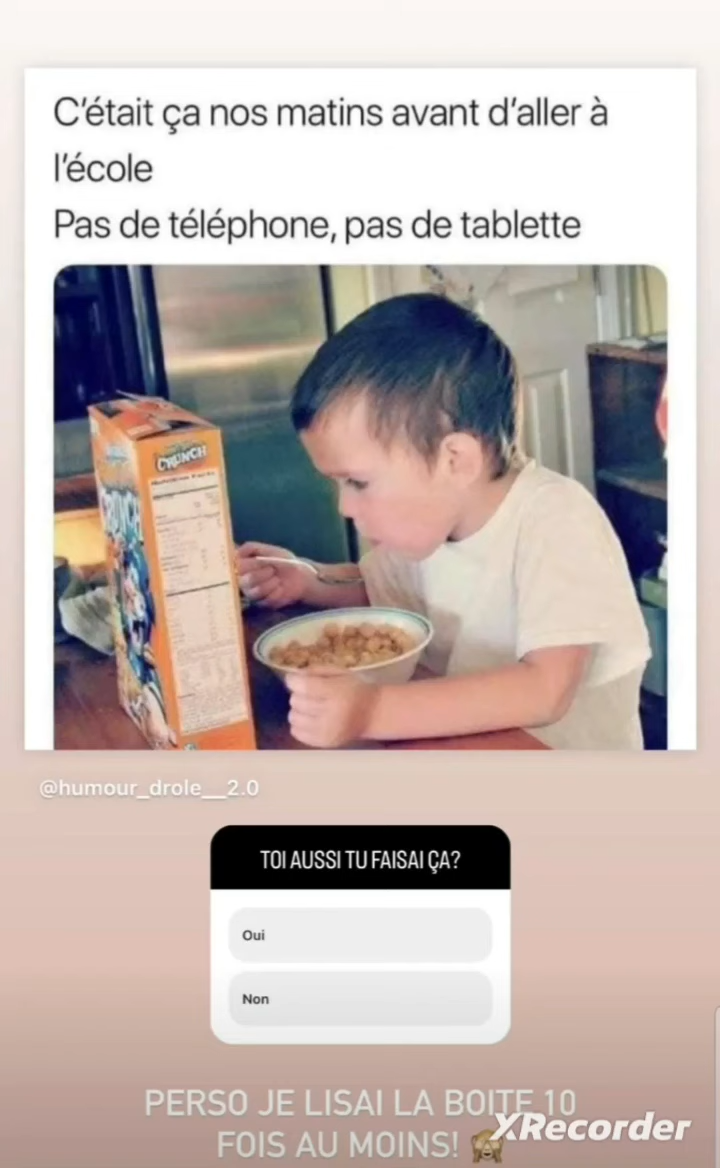 C'était ça nos matins avant d'aller à
l'école
Pas de téléphone, pas de tablette
CRUNCH
@humour_drole__2.0
TOI AUSSI TU FAISAI ÇA?
Oui
Non
PERSO JE LISAI LA BOITE 10
FOIS AU MOINS! 🙈
XRecorder